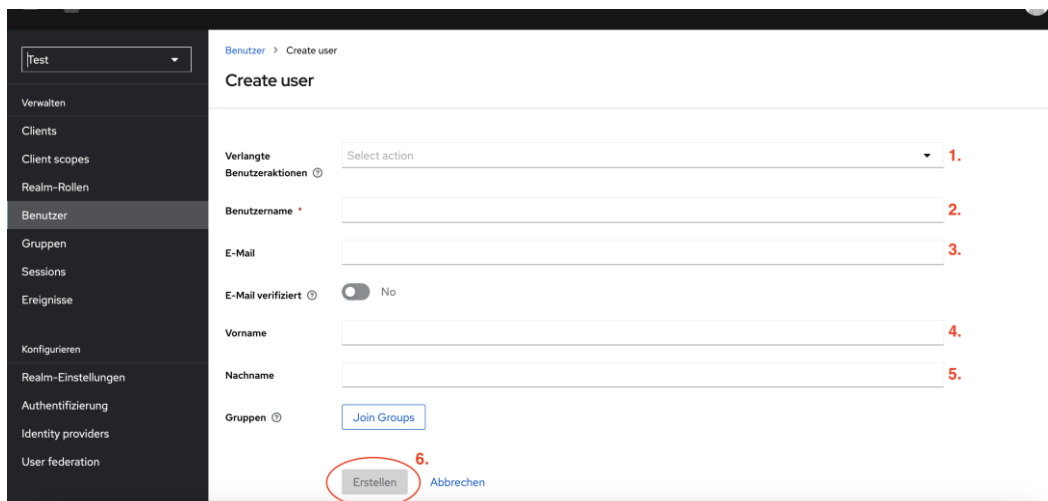 Test
Verwalten
Clients
Client scopes
Realm-Rollen
Benutzer
Gruppen
Sessions
Ereignisse
Konfigurieren
Realm-Einstellungen
Authentifizierung
Identity providers
User federation
Benutzer > Create user
Create user
Verlangte
Benutzeraktionen
Select action
1.
Benutzername *
2.
E-Mail
3.
E-Mail verifiziert
No
Vorname
4.
Nachname
5.
Gruppen
Join Groups
6.
Erstellen Abbrechen